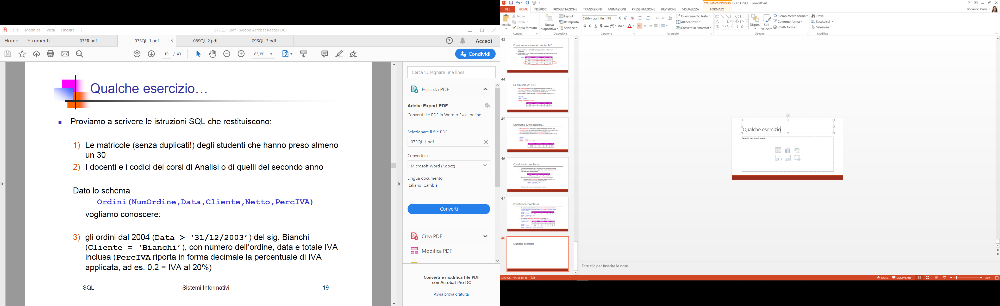 File Modifica Vista Finestra ?
07SQL-1.pdf - Adobe Acrobat Reader DC
Home Strumenti 03ER.pdf 07SQL-1.pdf × 08SQL-2.pdf 09SQL-3.pdf Accedi
19 / 43 83,1% Condividi
Qualche esercizio…
Proviamo a scrivere le istruzioni SQL che restituiscono:
1) Le matricole (senza duplicati!) degli studenti che hanno preso almeno
un 30
2) I docenti e i codici dei corsi di Analisi o di quelli del secondo anno
Dato lo schema
Ordini(NumOrdine,Data,Cliente,Netto,PercIVA)
vogliamo conoscere:
3) gli ordini dal 2004 (Data > ‘31/12/2003’) del sig. Bianchi
(Cliente = ‘Bianchi’), con numero dell’ordine, data e totale IVA
inclusa (PercIVA riporta in forma decimale la percentuale di IVA
applicata, ad es. 0.2 = IVA al 20%)
SQL Sistemi Informativi 19
Cerca 'Disegnare una linea'
Esporta PDF
Adobe Export PDF
Converti file PDF in Word o Excel online
Selezionare il file PDF
07SQL-1.pdf
Converti in
Microsoft Word (*.docx)
Lingua documento:
Italiano Cambia
Converti
Crea PDF
Modifica PDF
Converti e modifica file PDF
con Acrobat Pro DC
Avvia prova gratuita
STRUMENTI DISEGNO CORSO SQL - PowerPoint
FILE HOME INSERISCI PROGETTAZIONE TRANSIZIONI ANIMAZIONI PRESENTAZIONE REVISIONE VISUALIZZA FORMATO Bonanno Daria
Incolla
Taglia
Copia
Copia formato
Appunti
Nuova
diapositiva
Layout
Reimposta
Sezione
Diapositive
Calibri Light (In 48
G C S S abc AV Aa A
Carattere
Orientamento testo
Allinea testo
Converti in SmartArt
Paragrafo
Disponi
Stili
veloci
Riempimento forma
Contorno forma
Effetti forma
Disegno
Trova
Sostituisci
Seleziona
Modifica
43
Come vedere solo alcune tuple?
44
La clausola WHERE
45
Mettiamo tutto assieme...
46
Condizioni complesse
47
Condizioni complesse
48
Qualche esercizio
Qualche esercizio
Fare clic per inserire testo
Fare clic per inserire le note
DIAPOSITIVA 48 DI 48 NOTE COMMENTI 33%